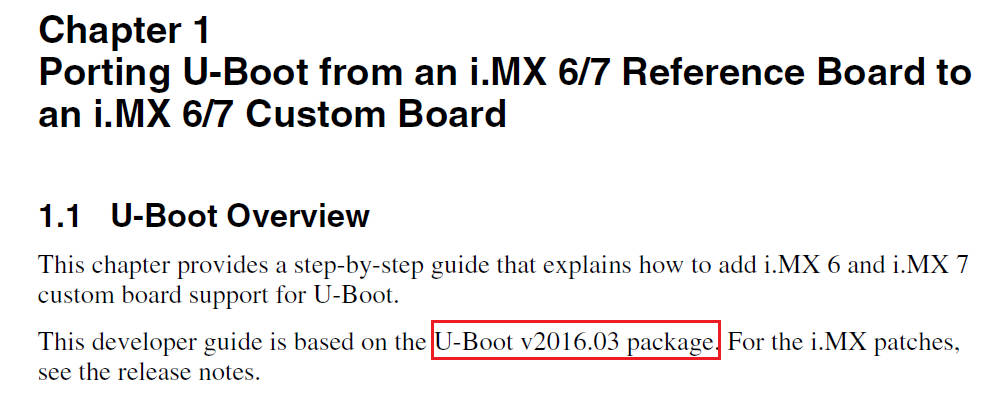 Chapter 1
Porting U-Boot from an i.MX 6/7 Reference Board to
an i.MX 6/7 Custom Board
1.1 U-Boot Overview
This chapter provides a step-by-step guide that explains how to add i.MX 6 and i.MX 7
custom board support for U-Boot.
This developer guide is based on the U-Boot v2016.03 package. For the i.MX patches,
see the release notes.